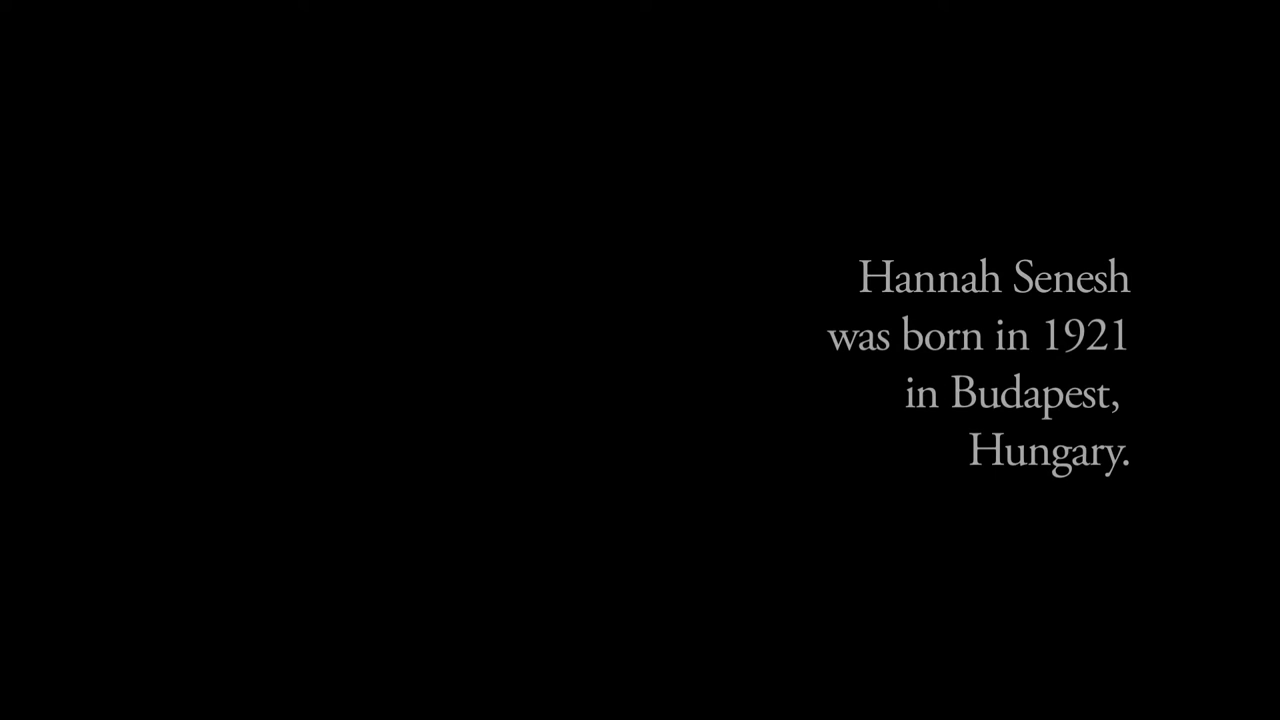 Hannah Senesh
was born in 1921
in Budapest,
Hungary.